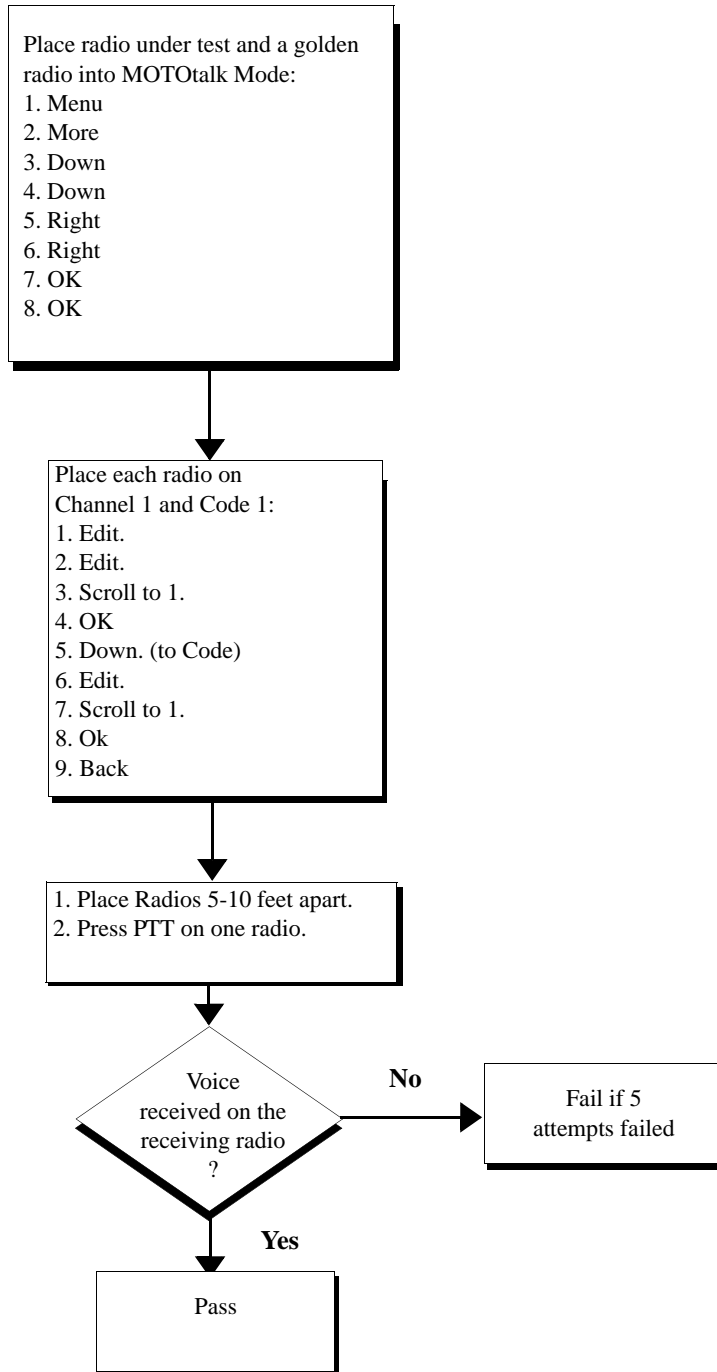 Place radio under test and a golden
radio into MOTOtalk Mode:
1. Menu
2. More
3. Down
4. Down
5. Right
6. Right
7. OK
8. OK
Place each radio on
Channel 1 and Code 1:
1. Edit.
2. Edit.
3. Scroll to 1.
4. OK
5. Down. (to Code)
6. Edit.
7. Scroll to 1.
8. Ok
9. Back
1. Place Radios 5-10 feet apart.
2. Press PTT on one radio.
Voice
received on the
receiving radio
?
No
Fail if 5
attempts failed
Yes
Pass